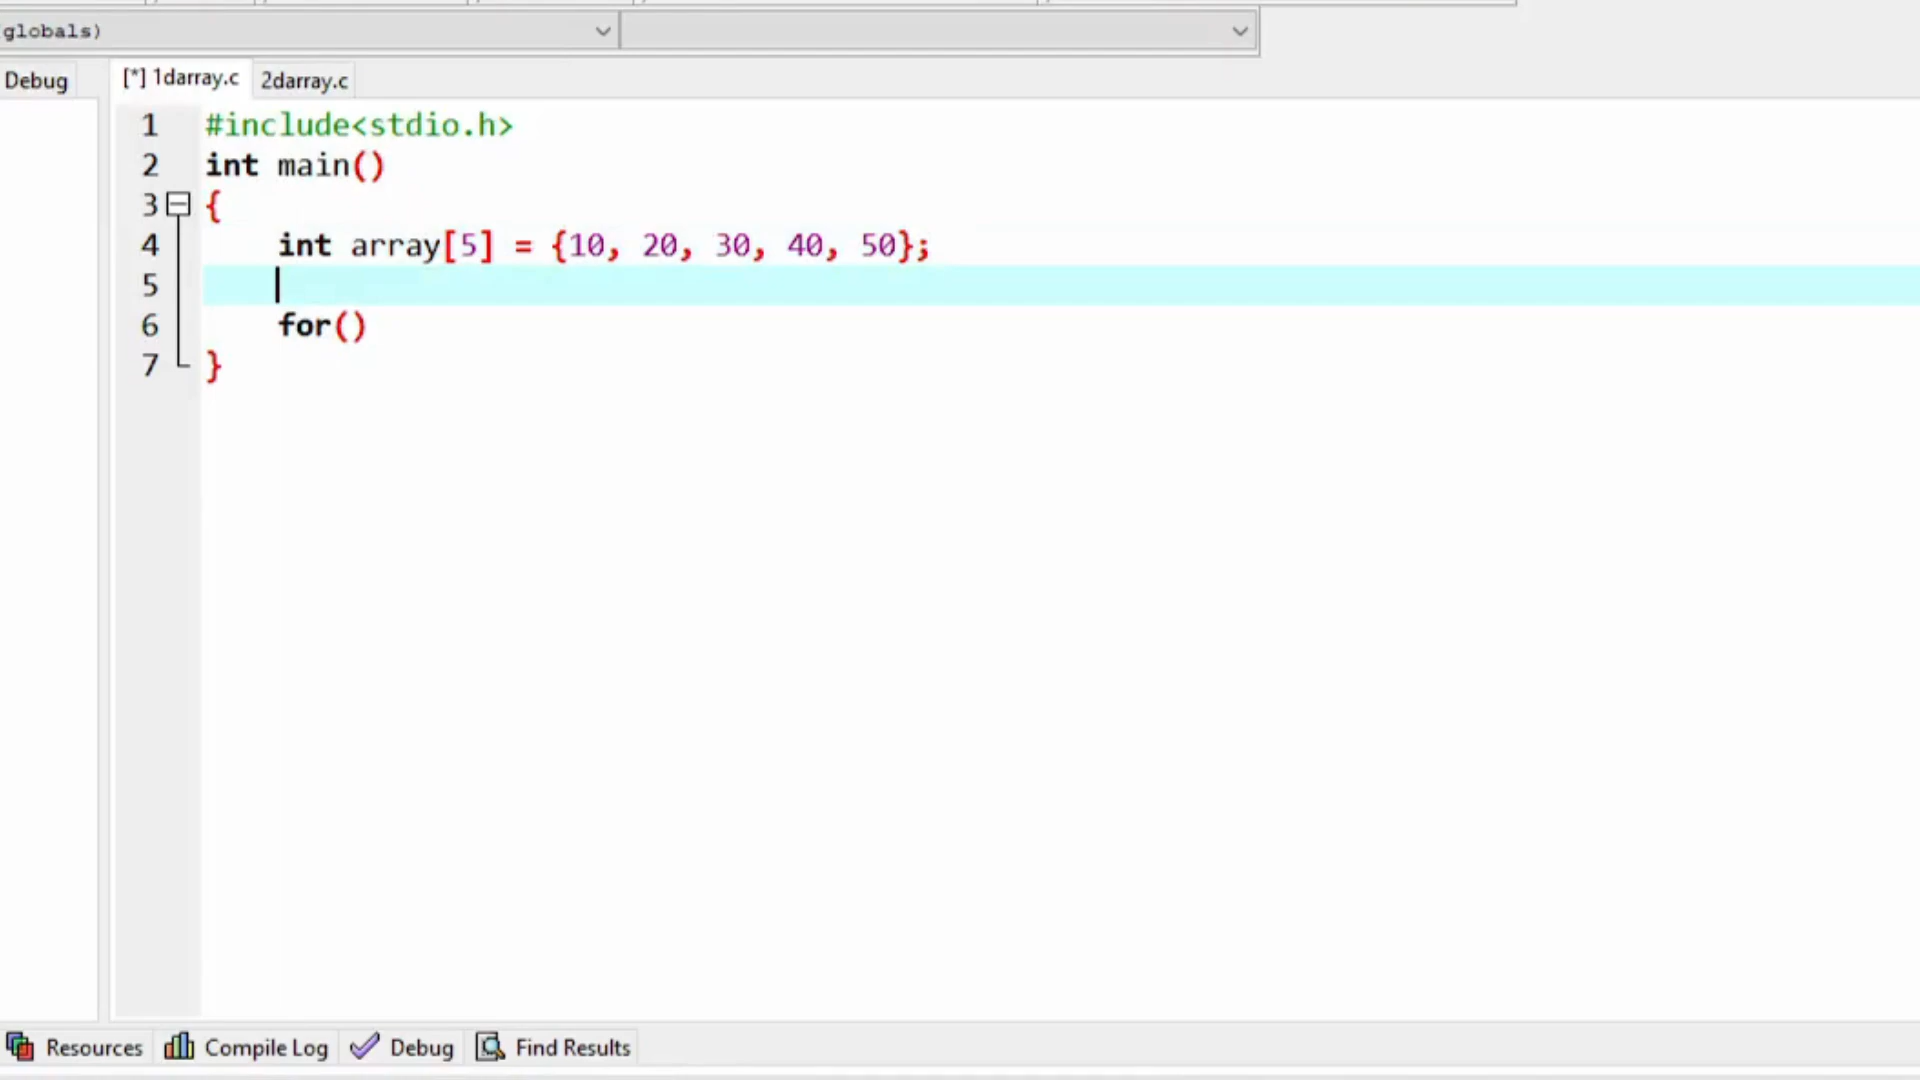 globals)
Debug
[*] 1darray.c
2darray.c
1 #include<stdio.h>
2 int main()
3 {
4 int array[5] = {10, 20, 30, 40, 50};
5
6 for()
7 }
Resources
Compile Log
Debug
Find Results